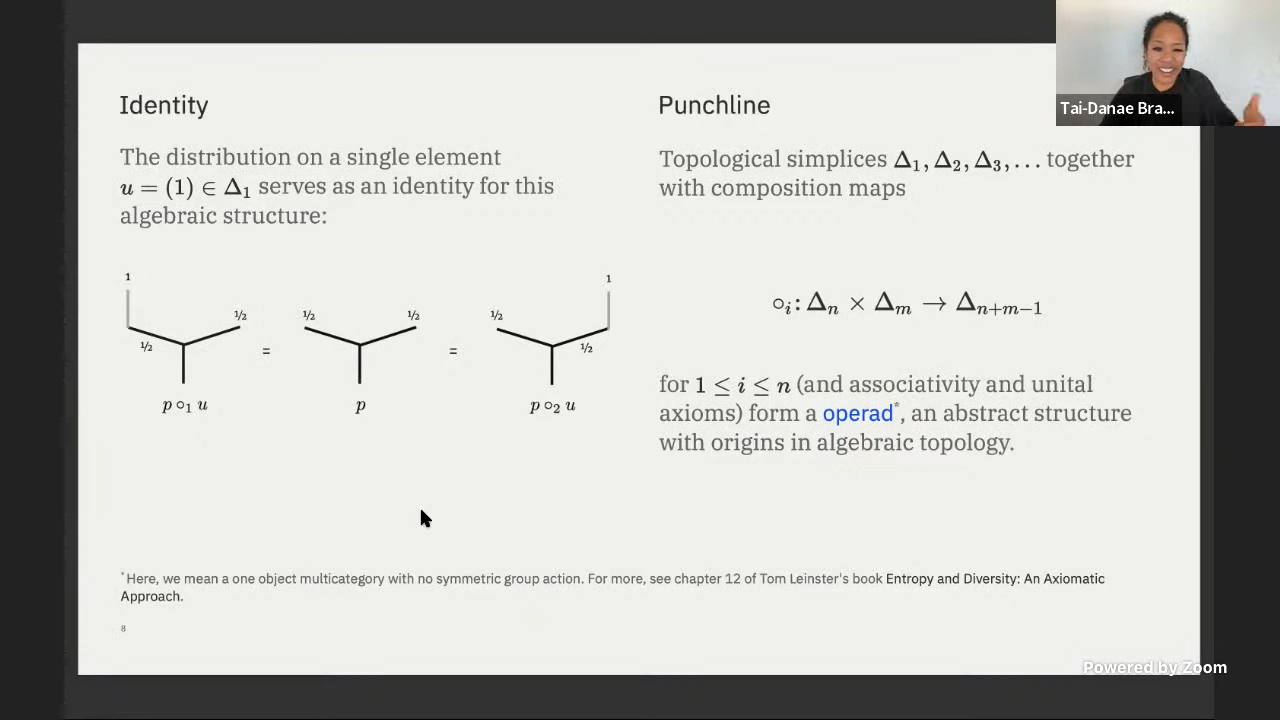 Identity
The distribution on a single element
u = (1) ∈ Δ₁ serves as an identity for this
algebraic structure:
1
½ ½
½
p ∘₁ u
=
½ ½
p
=
1
½
½
p ∘₂ u
Punchline
Topological simplices Δ₁, Δ₂, Δ₃, … together
with composition maps
∘ᵢ: Δₙ × Δₘ → Δₙ₊ₘ₋₁
for 1 ≤ i ≤ n (and associativity and unital
axioms) form a operad*, an abstract structure
with origins in algebraic topology.
*Here, we mean a one object multicategory with no symmetric group action. For more, see chapter 12 of Tom Leinster's book Entropy and Diversity: An Axiomatic
Approach.
8
Tai-Danae Bra...
Powered by Zoom